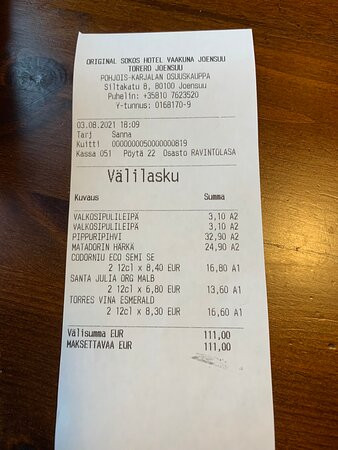 ORIGINAL SOKOS HOTEL VAAKUNA JOENSUU
TORERO JOENSUU
POHJOIS-KARJALAN OSUUSKAUPPA
Siltakatu 8, 80100 Joensuu
Puhelin: +35810 7623520
Y-tunnus: 0168170-9
03.08.2021 18:09
Tarj Sanna
Kuitti 0000000050000000819
Kassa 051 Pöytä 22 Osasto RAVINTOLASA
Välilasku
Kuvaus Summa
VALKOSIPULILEIPÄ 3,10 A2
VALKOSIPULILEIPÄ 3,10 A2
PIPPURIPIHVI 32,90 A2
MATADORIN HÄRKÄ 24,90 A2
CODORNIU ECO SEMI SE
2 12cl x 8,40 EUR 16,80 A1
SANTA JULIA ORG MALB
2 12cl x 6,80 EUR 13,60 A1
TORRES VINA ESMERALD
2 12cl x 8,30 EUR 16,60 A1
Välisumma EUR 111,00
MAKSETTAVAA EUR 111,00